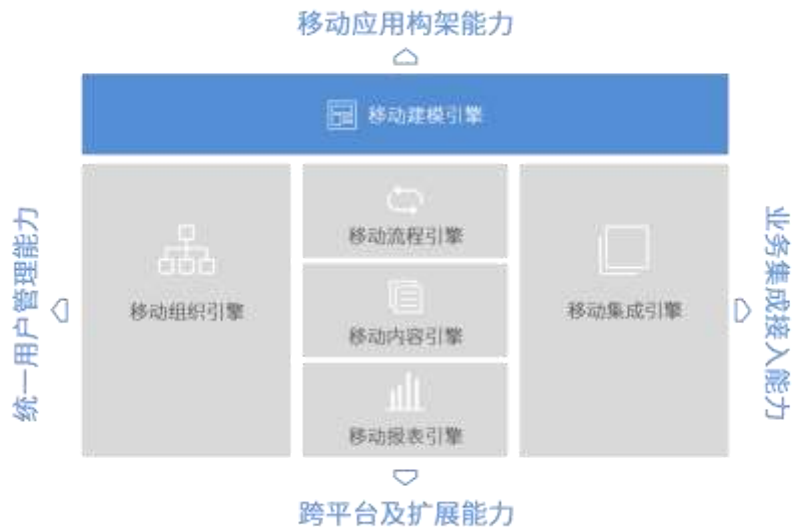 移动应用构架能力
移动建模引擎
统一用户管理能力
移动组织引擎
移动流程引擎
移动内容引擎
移动报表引擎
移动集成引擎
业务集成接入能力
跨平台及扩展能力